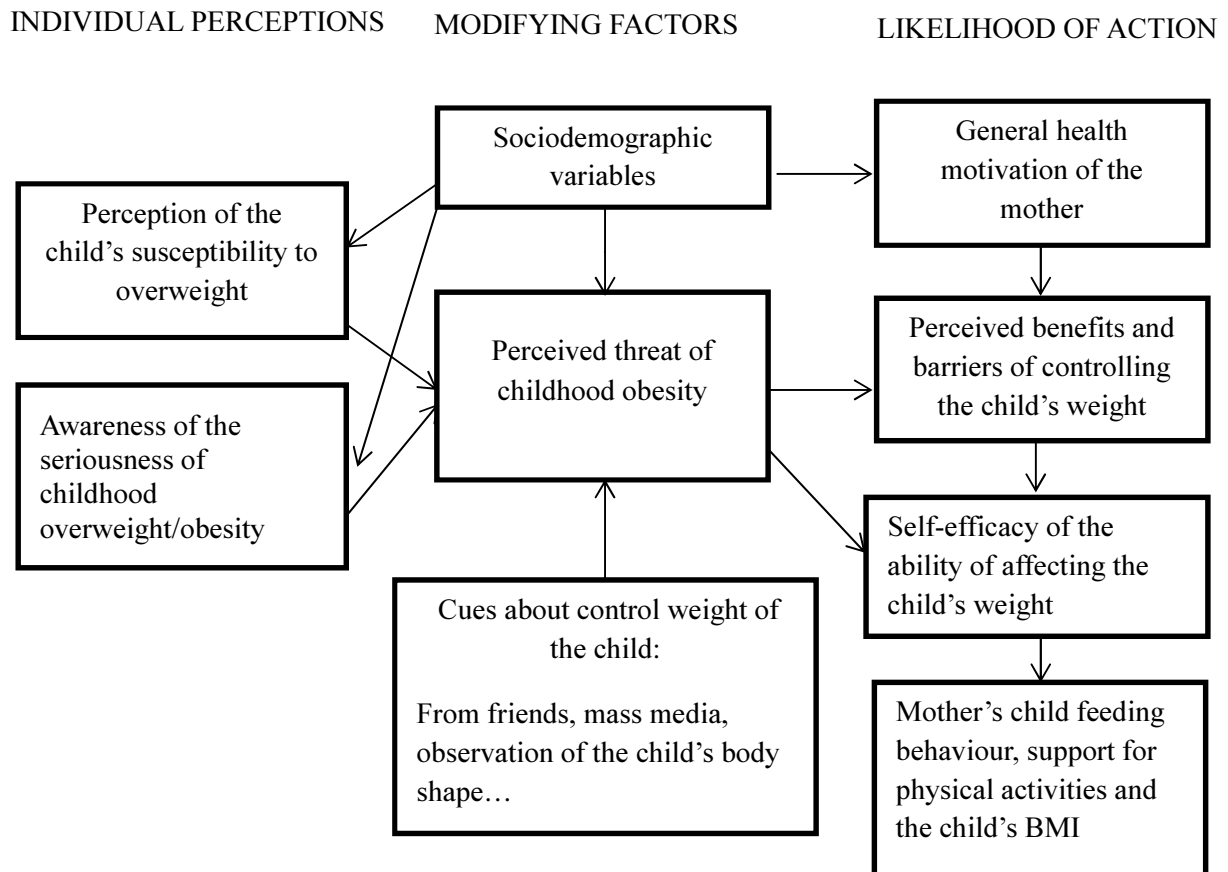 INDIVIDUAL PERCEPTIONS
MODIFYING FACTORS
LIKELIHOOD OF ACTION
Perception of the
child’s susceptibility to
overweight
Awareness of the
seriousness of
childhood
overweight/obesity
Sociodemographic
variables
Perceived threat of
childhood obesity
Cues about control weight of
the child:
From friends, mass media,
observation of the child’s body
shape…
General health
motivation of the
mother
Perceived benefits and
barriers of controlling
the child’s weight
Self-efficacy of the
ability of affecting the
child’s weight
Mother’s child feeding
behaviour, support for
physical activities and
the child’s BMI